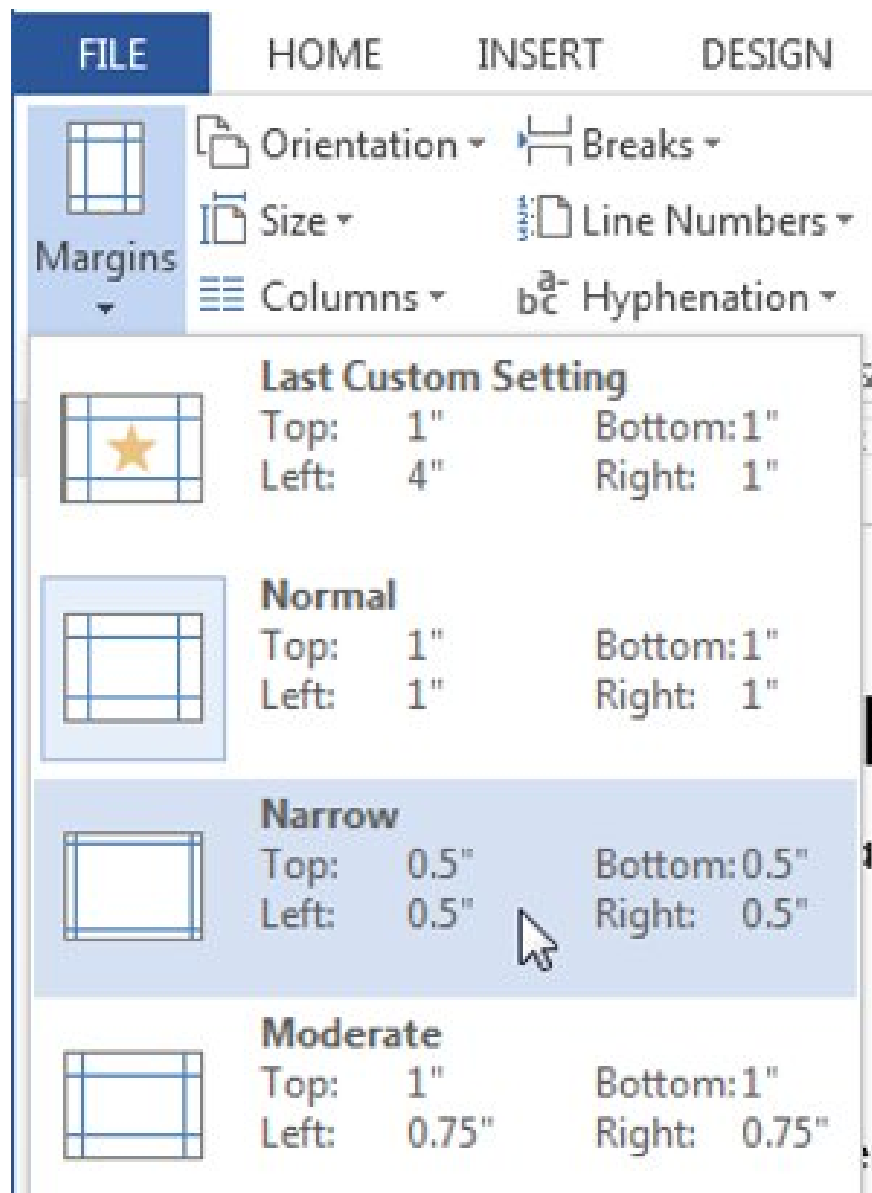 FILE HOME INSERT DESIGN
Orientation Breaks
Size Line Numbers
Margins
Columns Hyphenation
Last Custom Setting
Top: 1" Bottom: 1"
Left: 4" Right: 1"
Normal
Top: 1" Bottom: 1"
Left: 1" Right: 1"
Narrow
Top: 0.5" Bottom: 0.5"
Left: 0.5" Right: 0.5"
Moderate
Top: 1" Bottom: 1"
Left: 0.75" Right: 0.75"